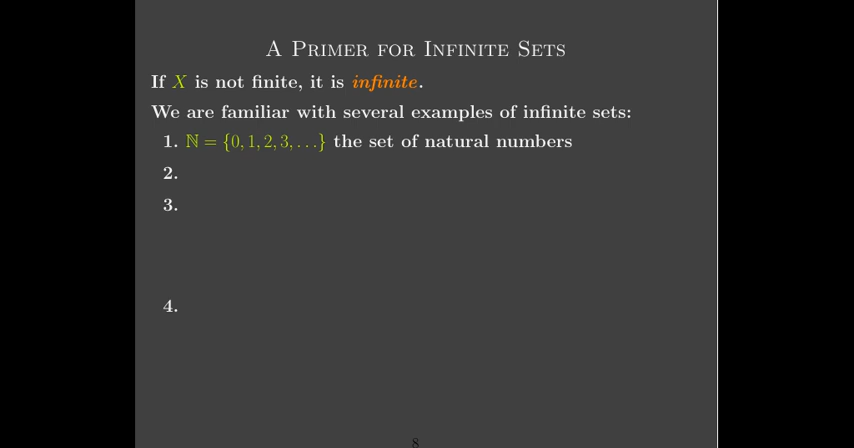 A Primer for Infinite Sets
If X is not finite, it is infinite.
We are familiar with several examples of infinite sets:
1. ℕ = {0, 1, 2, 3, . . .} the set of natural numbers
2.
3.
4.
8